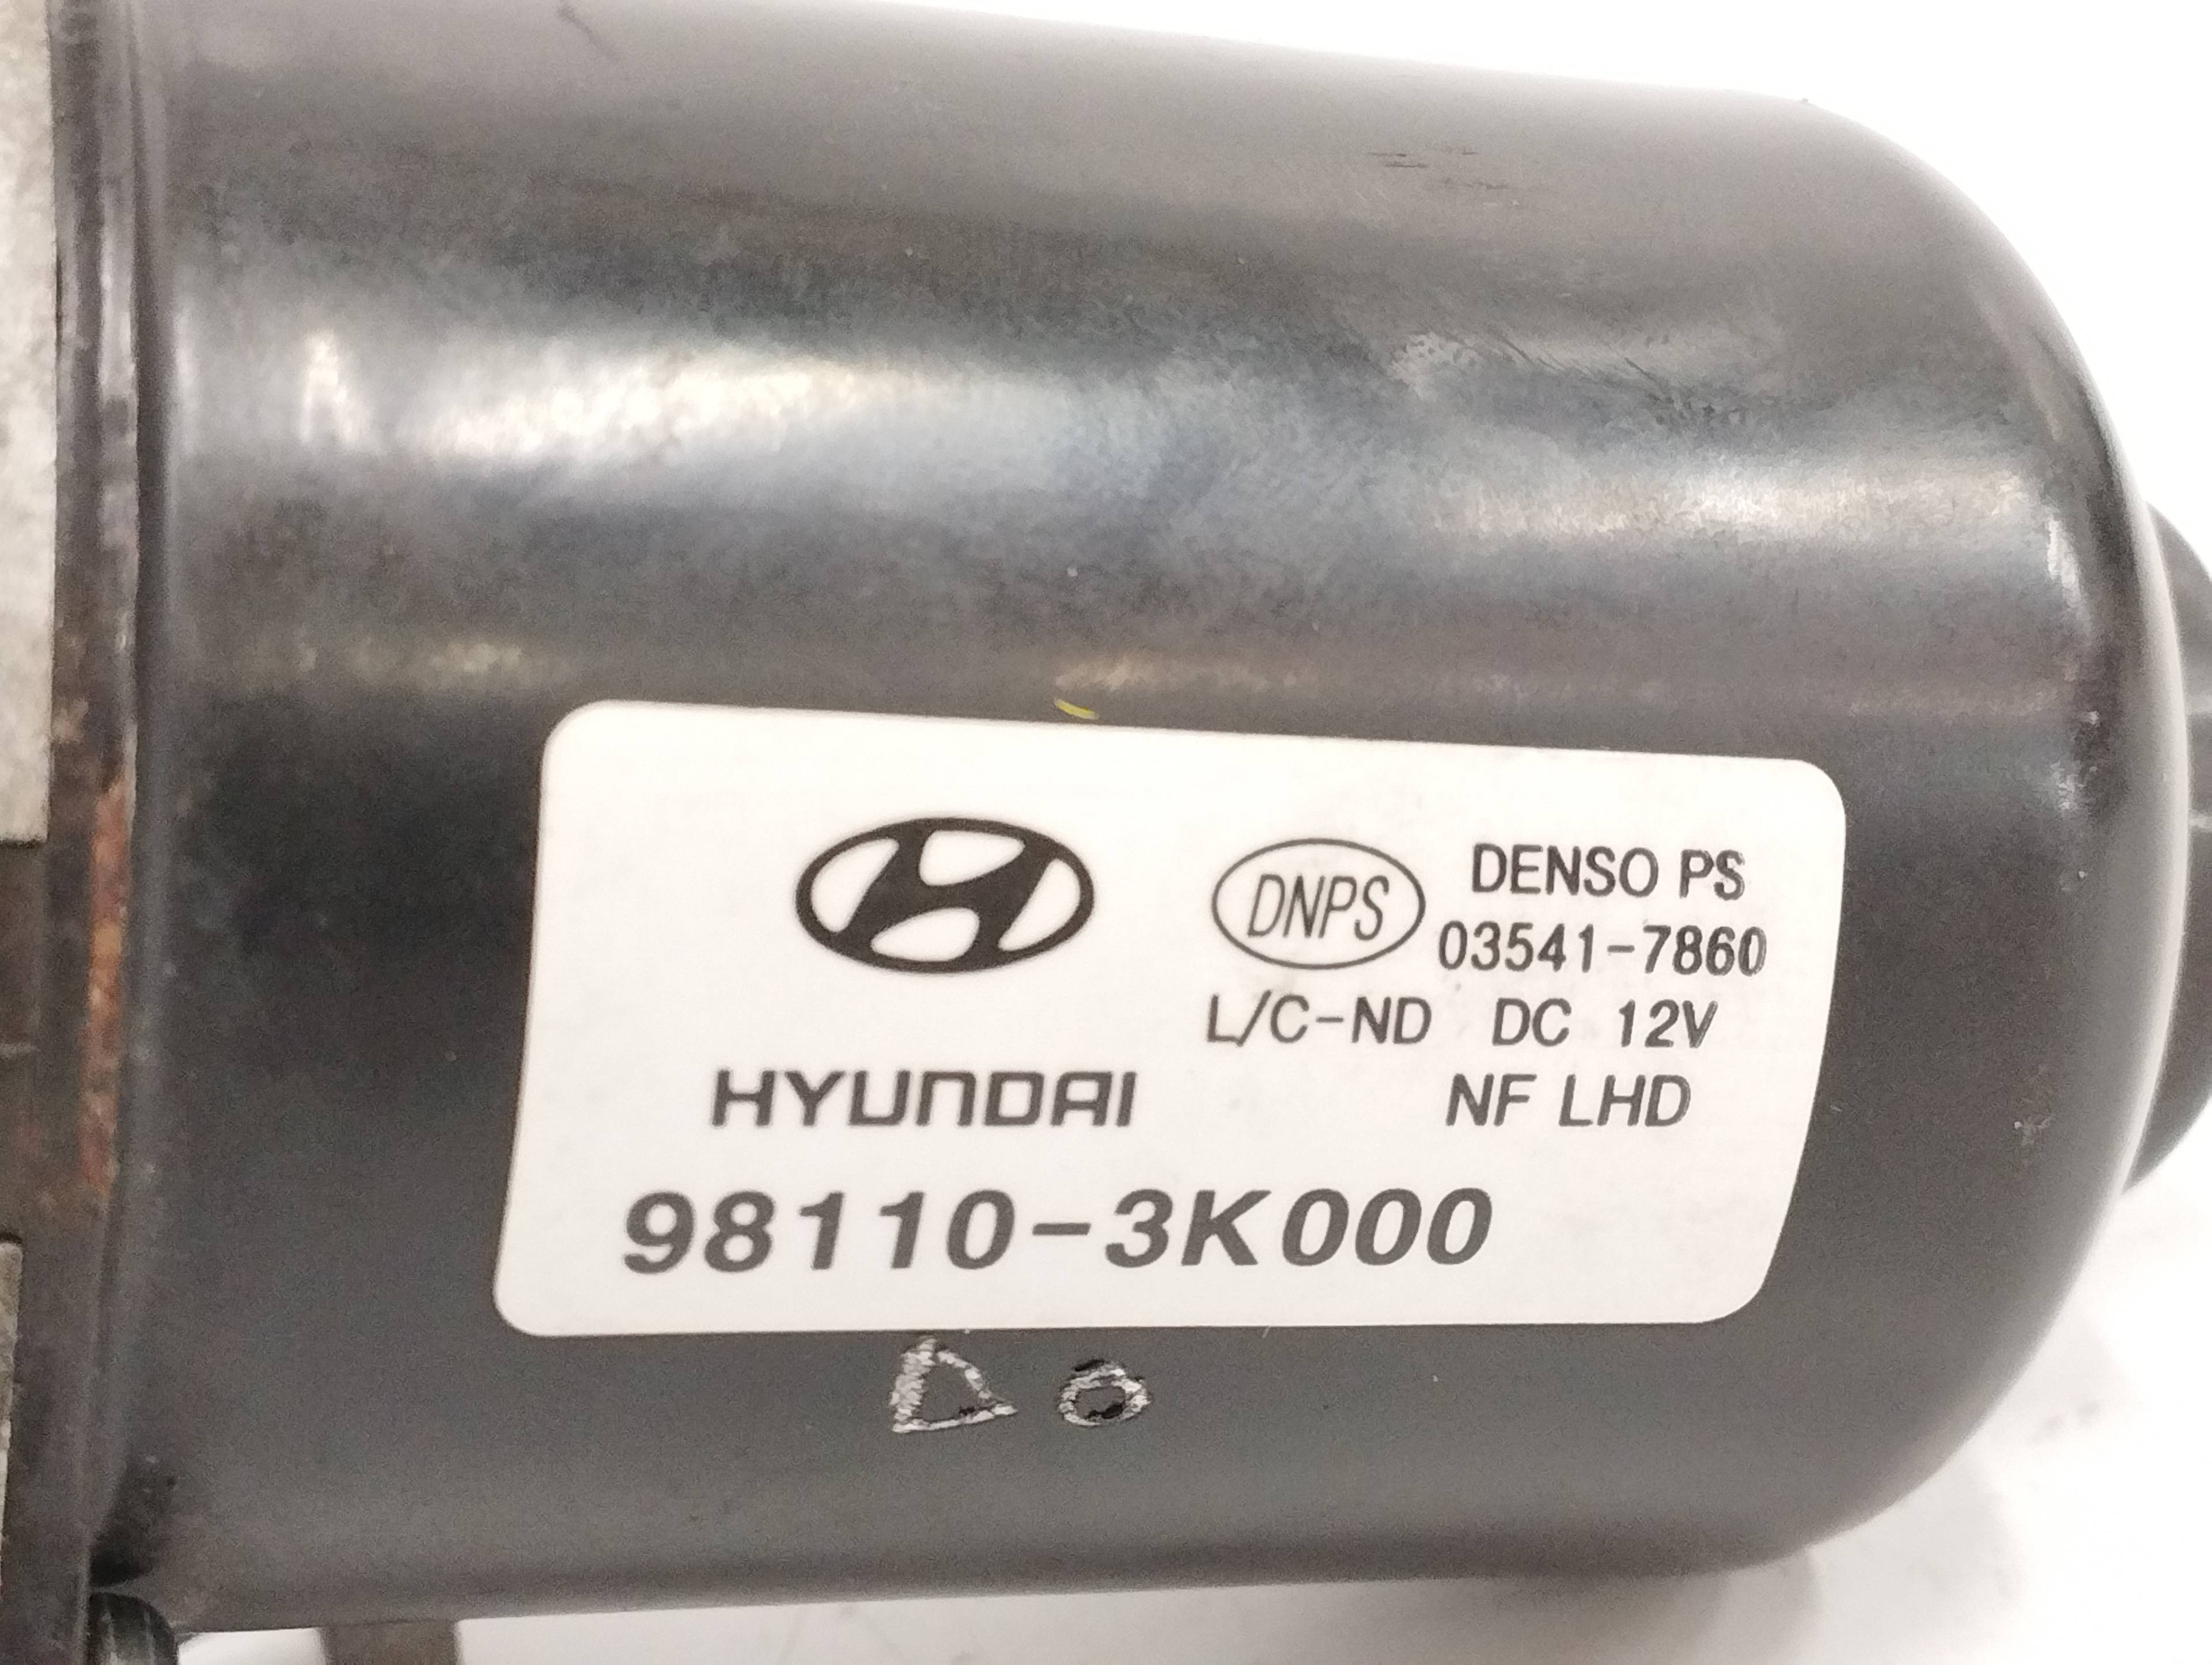 DNPS DENSO PS
03541-7860
L/C-ND DC 12V
HYUNDAI NF LHD
98110-3K000